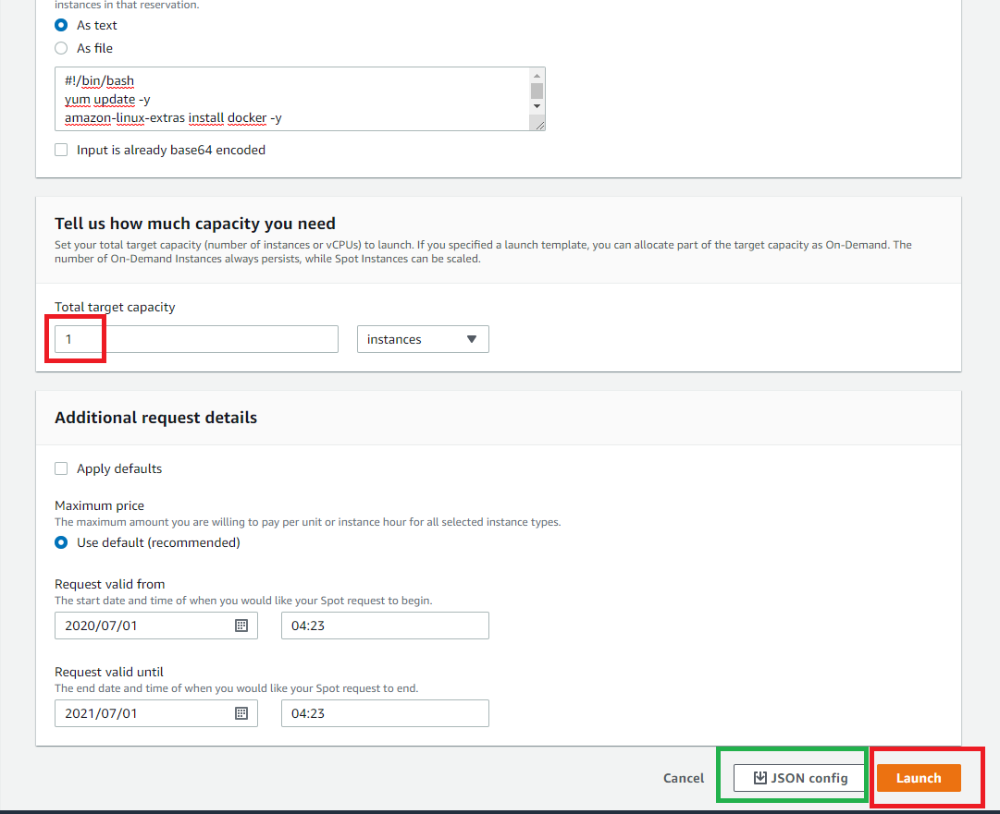 instances in that reservation.
As text
As file
#!/bin/bash
yum update -y
amazon-linux-extras install docker -y
Input is already base64 encoded
Tell us how much capacity you need
Set your total target capacity (number of instances or vCPUs) to launch. If you specified a launch template, you can allocate part of the target capacity as On-Demand. The
number of On-Demand Instances always persists, while Spot Instances can be scaled.
Total target capacity
1 instances
Additional request details
Apply defaults
Maximum price
The maximum amount you are willing to pay per unit or instance hour for all selected instance types.
Use default (recommended)
Request valid from
The start date and time of when you would like your Spot request to begin.
2020/07/01 04:23
Request valid until
The end date and time of when you would like your Spot request to end.
2021/07/01 04:23
Cancel JSON config Launch